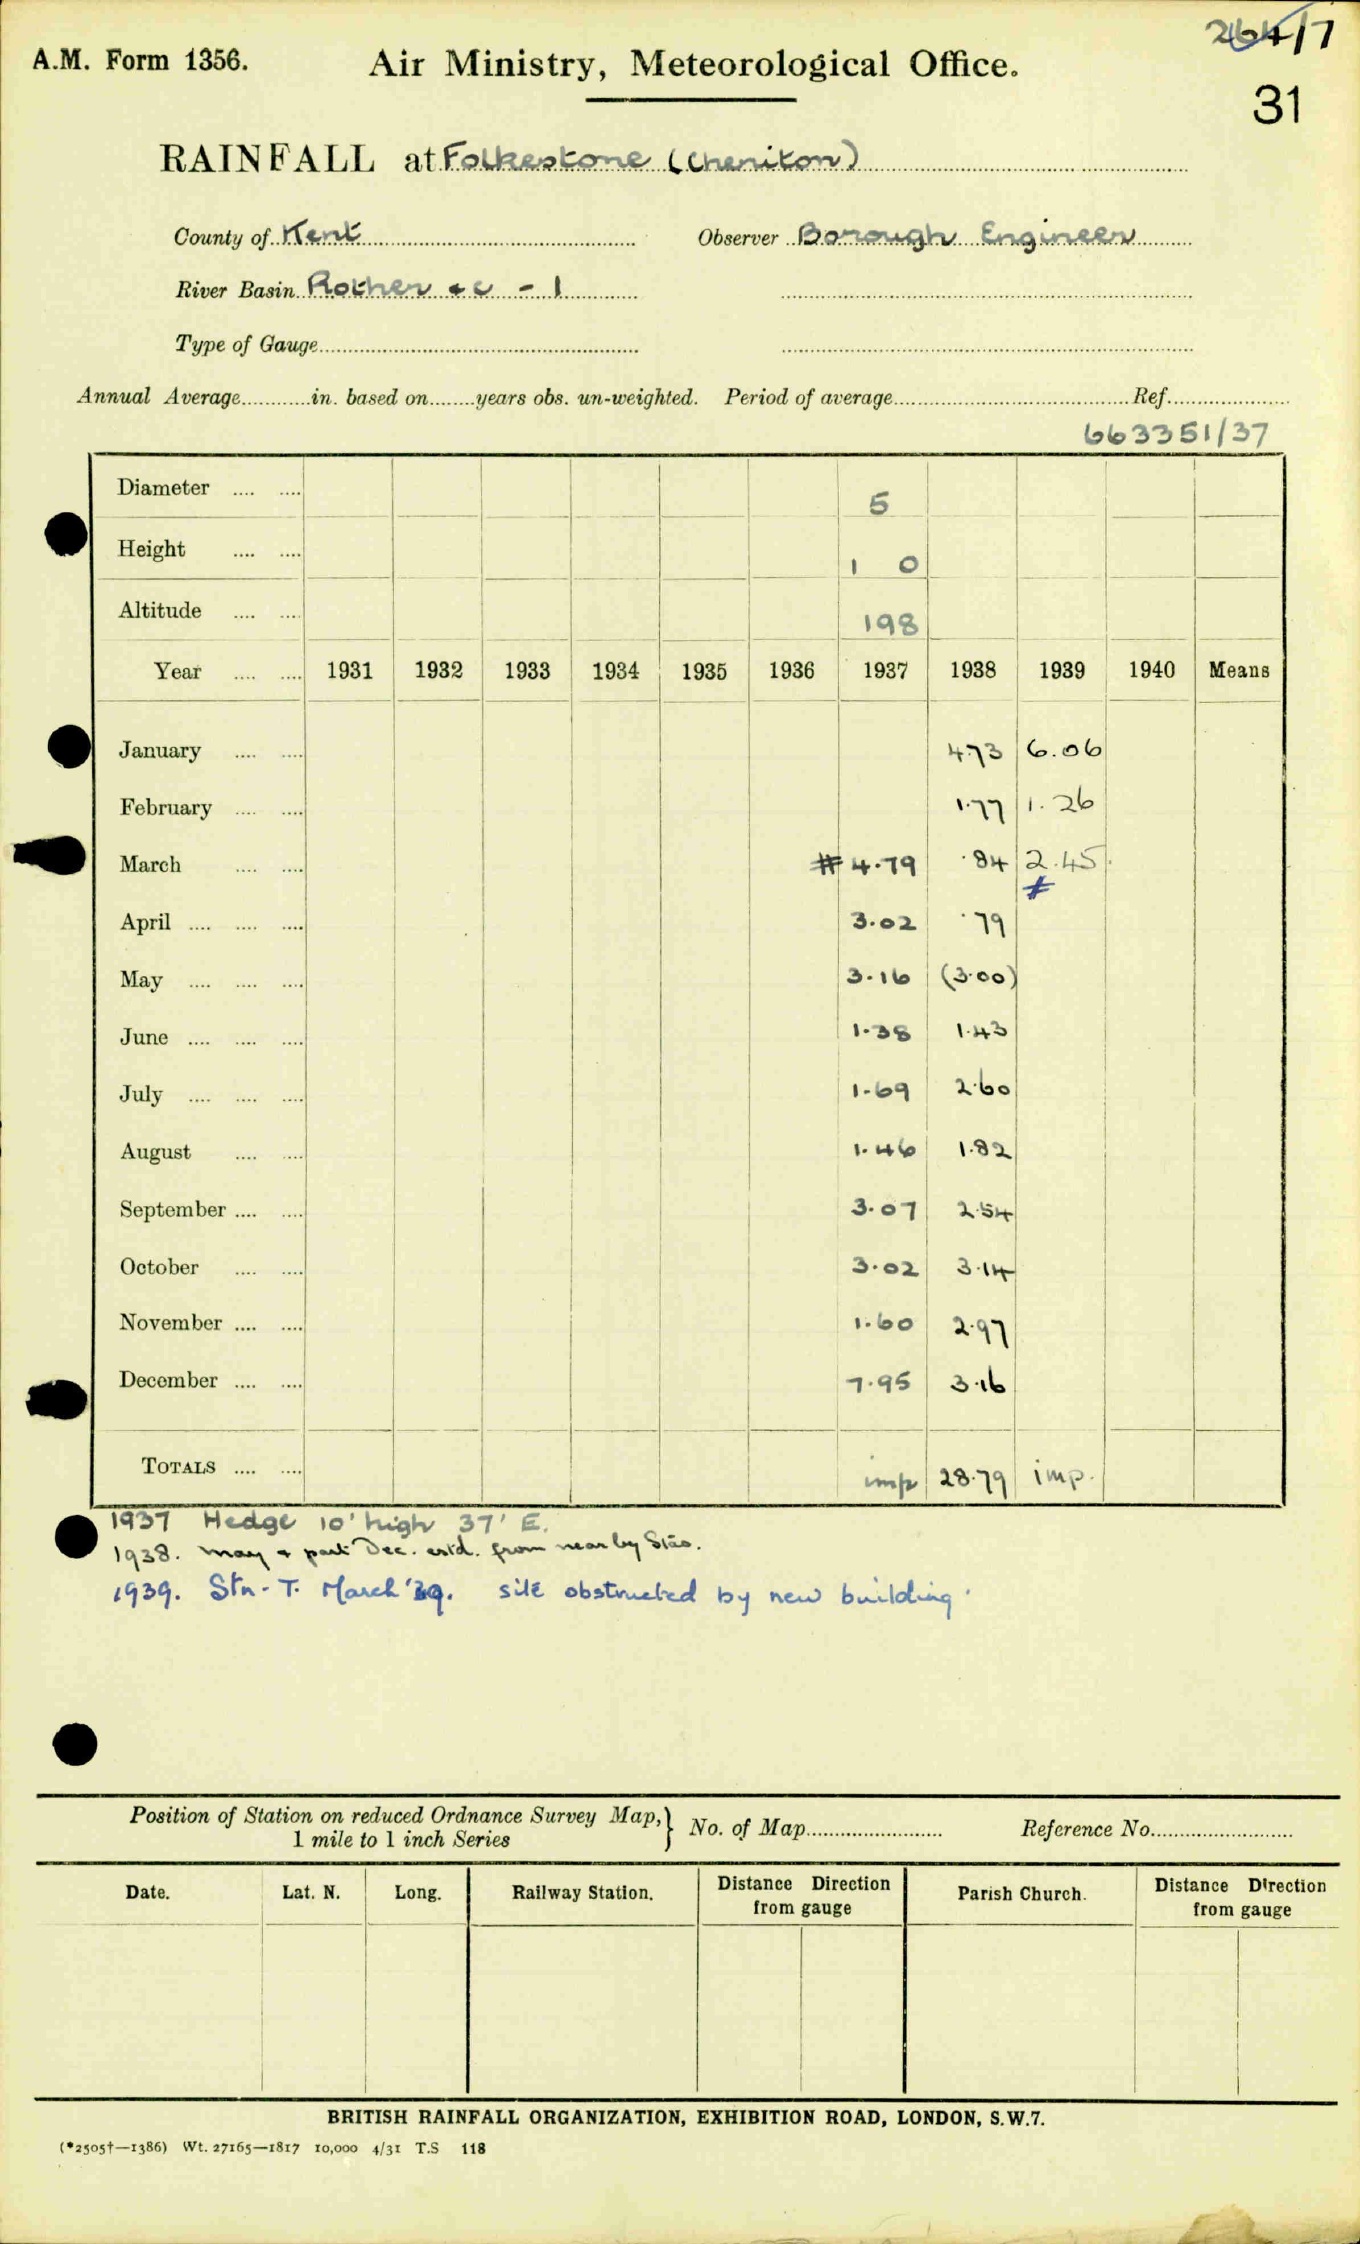 264/7
A.M. Form 1356. Air Ministry, Meteorological Office.
31
RAINFALL at Folkestone (Cheriton)
County of Kent Observer Borough Engineer
River Basin Rother &c - 1
Type of Gauge
Annual Average in. based on years obs. un-weighted. Period of average Ref.
663351/37
Diameter 5
Height 1 0
Altitude 198
Year 1931 1932 1933 1934 1935 1936 1937 1938 1939 1940 Means
January 4.73 6.06
February 1.77 1.26
March # 4.79 .84 2.45
#
April 3.02 .79
May 3.16 (3.00)
June 1.38 1.43
July 1.69 2.60
August 1.46 1.82
September 3.07 2.54
October 3.02 3.14
November 1.60 2.97
December 7.95 3.16
TOTALS imp 28.79 imp.
1937 Hedge 10' high 37' E.
1938. May & part Dec. estd. from near by Stns.
1939. Stn. T. March '39. site obstructed by new building.
Position of Station on reduced Ordnance Survey Map, } No. of Map Reference No.
1 mile to 1 inch Series
Date. Lat. N. Long. Railway Station. Distance Direction from gauge Parish Church. Distance Direction from gauge
BRITISH RAINFALL ORGANIZATION, EXHIBITION ROAD, LONDON, S.W.7.
(*2505†—1386) Wt. 27165—1817 10,000 4/31 T.S 118